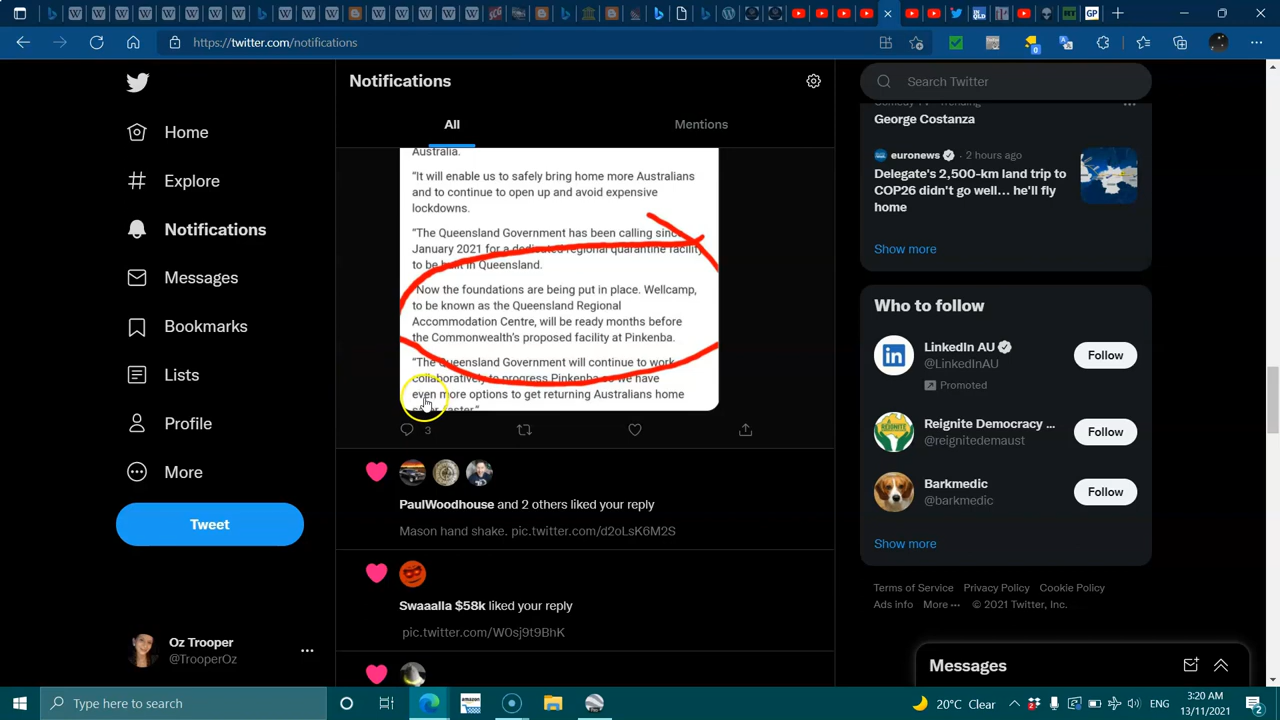 https://twitter.com/notifications
Home
Explore
Notifications
Messages
Bookmarks
Lists
Profile
More
Tweet
Oz Trooper
@TrooperOz
Notifications
All
Mentions
Australia.
“It will enable us to safely bring home more Australians
and to continue to open up and avoid expensive
lockdowns.
“The Queensland Government has been calling since
January 2021 for a dedicated regional quarantine facility
to be built in Queensland.
“Now the foundations are being put in place. Wellcamp,
to be known as the Queensland Regional
Accommodation Centre, will be ready months before
the Commonwealth’s proposed facility at Pinkenba.
“The Queensland Government will continue to work
collaboratively to progress Pinkenba so we have
even more options to get returning Australians home
safer faster.”
3
PaulWoodhouse and 2 others liked your reply
Mason hand shake. pic.twitter.com/d2oLsK6M2S
Swaaalla $58k liked your reply
pic.twitter.com/W0sj9t9BhK
Search Twitter
George Costanza
euronews · 2 hours ago
Delegate's 2,500-km land trip to
COP26 didn't go well... he'll fly
home
Show more
Who to follow
LinkedIn AU
@LinkedInAU
Promoted
Follow
Reignite Democracy ...
@reignitedemaust
Follow
Barkmedic
@barkmedic
Follow
Show more
Terms of Service Privacy Policy Cookie Policy
Ads info More ··· © 2021 Twitter, Inc.
Messages
Type here to search
20°C Clear
ENG
3:20 AM
13/11/2021
2